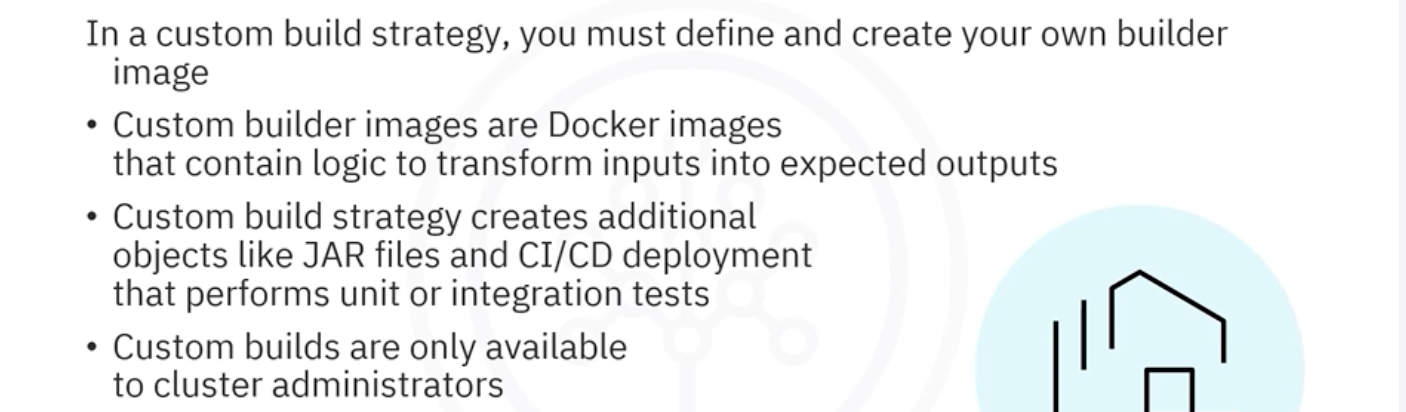 In a custom build strategy, you must define and create your own builder
image
• Custom builder images are Docker images
that contain logic to transform inputs into expected outputs
• Custom build strategy creates additional
objects like JAR files and CI/CD deployment
that performs unit or integration tests
• Custom builds are only available
to cluster administrators